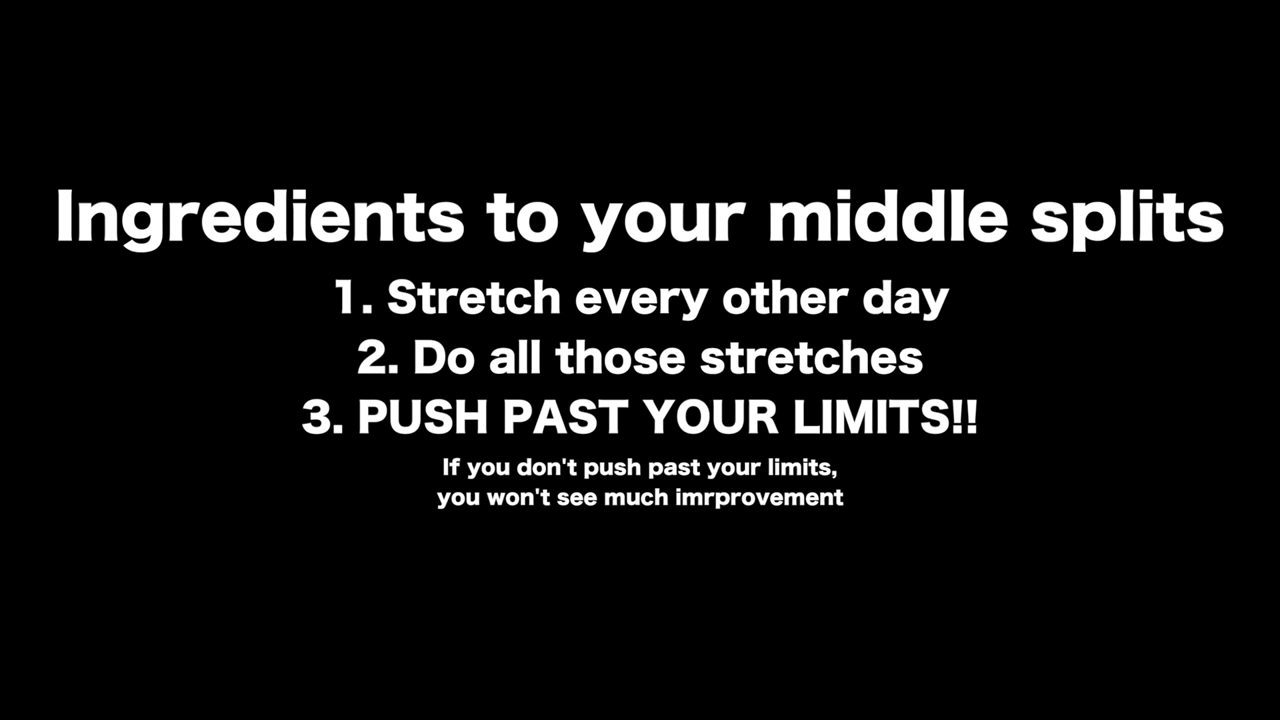 Ingredients to your middle splits
1. Stretch every other day
2. Do all those stretches
3. PUSH PAST YOUR LIMITS!!
If you don't push past your limits,
you won't see much imrprovement